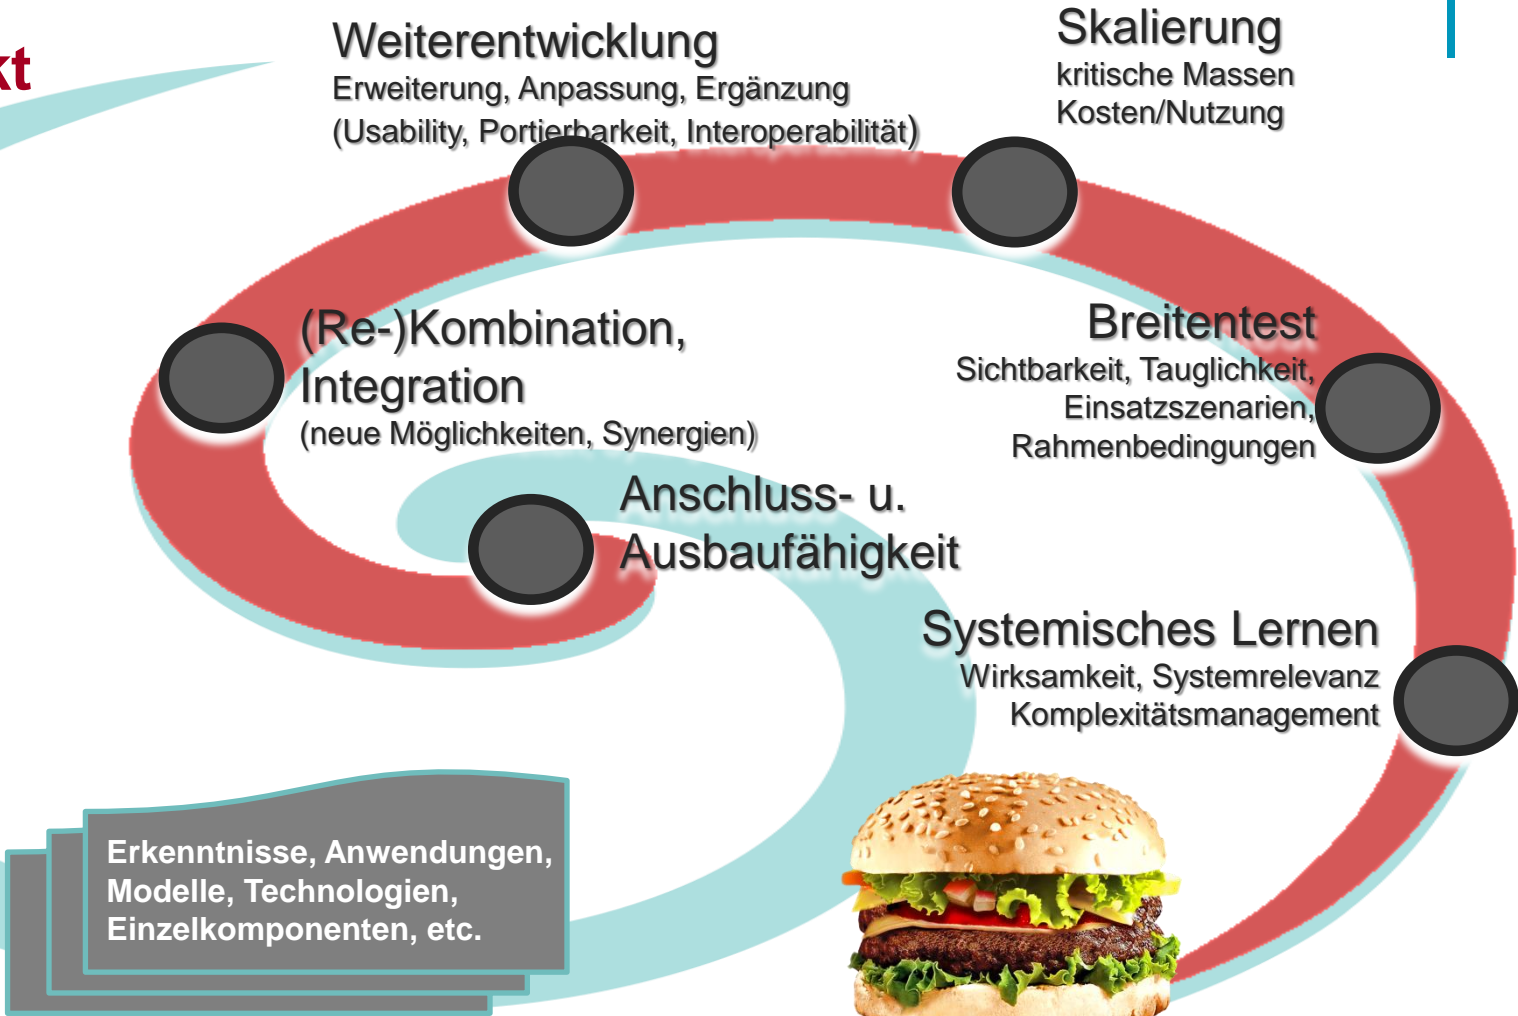 kt
Weiterentwicklung
Erweiterung, Anpassung, Ergänzung
(Usability, Portierbarkeit, Interoperabilität)
Skalierung
kritische Massen
Kosten/Nutzung
(Re-)Kombination,
Integration
(neue Möglichkeiten, Synergien)
Breitentest
Sichtbarkeit, Tauglichkeit,
Einsatzszenarien,
Rahmenbedingungen
Anschluss- u.
Ausbaufähigkeit
Systemisches Lernen
Wirksamkeit, Systemrelevanz
Komplexitätsmanagement
Erkenntnisse, Anwendungen,
Modelle, Technologien,
Einzelkomponenten, etc.